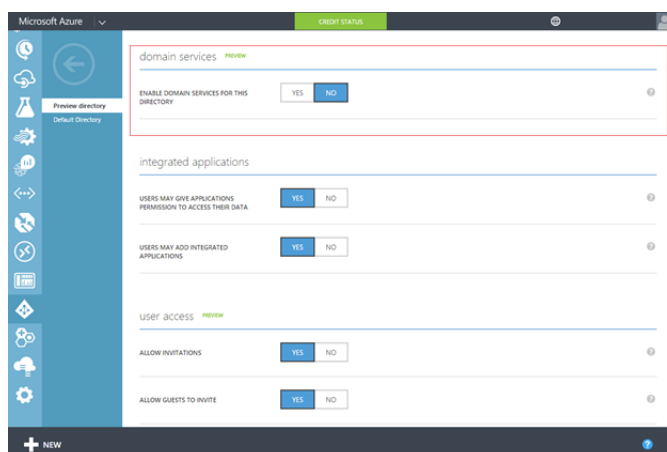 Microsoft Azure
CREDIT STATUS
Preview directory
Default Directory
domain services PREVIEW
ENABLE DOMAIN SERVICES FOR THIS
DIRECTORY
YES NO
integrated applications
USERS MAY GIVE APPLICATIONS
PERMISSION TO ACCESS THEIR DATA
YES NO
USERS MAY ADD INTEGRATED
APPLICATIONS
YES NO
user access PREVIEW
ALLOW INVITATIONS
YES NO
ALLOW GUESTS TO INVITE
YES NO
NEW